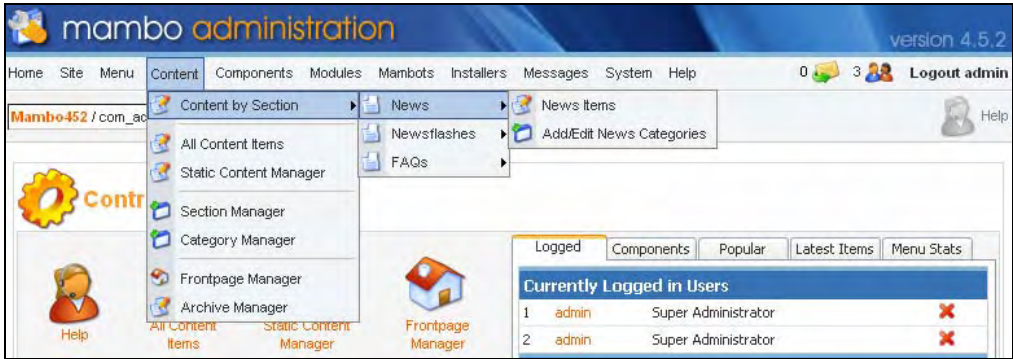 mambo administration
version 4.5.2
Home Site Menu Content Components Modules Mambots Installers Messages System Help 0 3 Logout admin
Mambo452 / com_ac
Content by Section
News
News Items
Help
Newsflashes
Add/Edit News Categories
All Content Items
FAQs
Static Content Manager
Contr
Section Manager
Category Manager
Logged Components Popular Latest Items Menu Stats
Frontpage Manager
Currently Logged in Users
Archive Manager
1 admin Super Administrator
Help
All Content Items
Static Content Manager
Frontpage Manager
2 admin Super Administrator